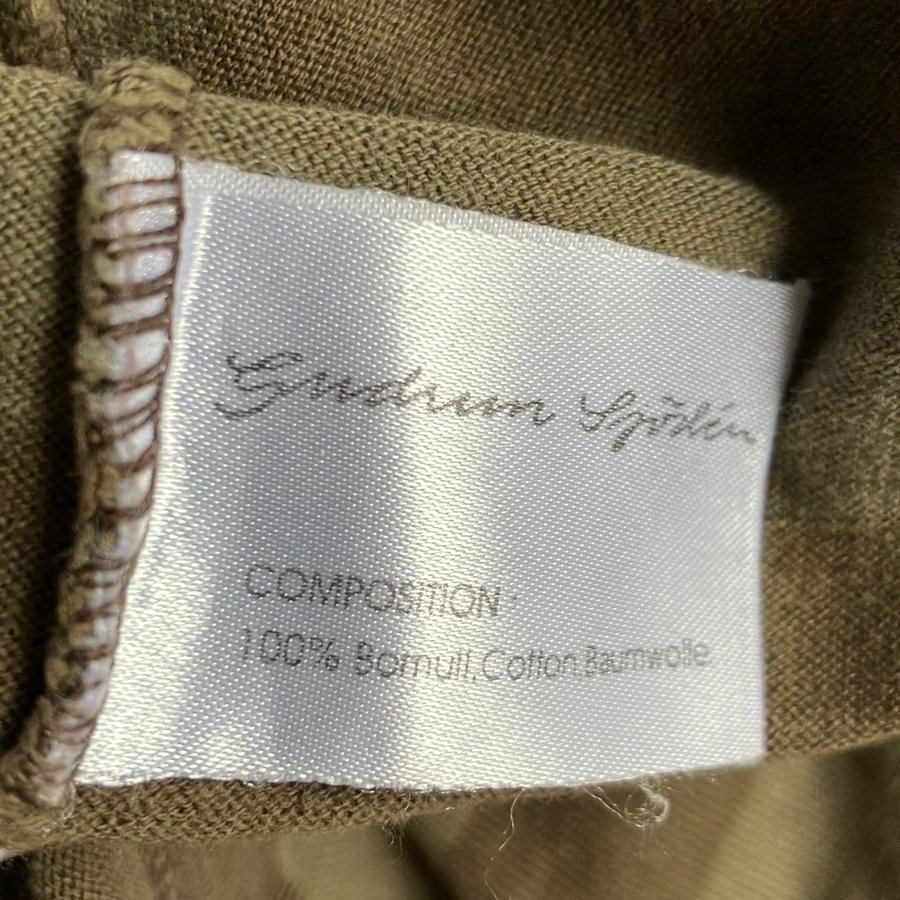 Gudrun Sjödén
COMPOSITION
100% Bomull,Cotton,Baumwolle